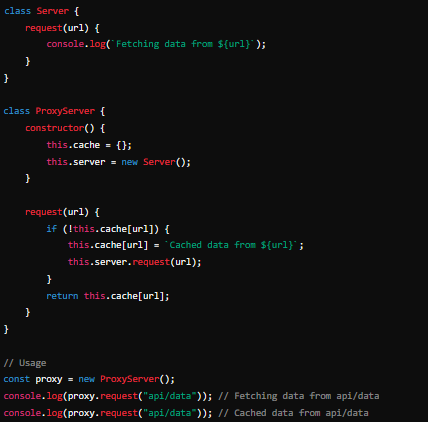 class Server {
    request(url) {
        console.log(`Fetching data from ${url}`);
    }
}

class ProxyServer {
    constructor() {
        this.cache = {};
        this.server = new Server();
    }

    request(url) {
        if (!this.cache[url]) {
            this.cache[url] = `Cached data from ${url}`;
            this.server.request(url);
        }
        return this.cache[url];
    }
}

// Usage
const proxy = new ProxyServer();
console.log(proxy.request("api/data")); // Fetching data from api/data
console.log(proxy.request("api/data")); // Cached data from api/data